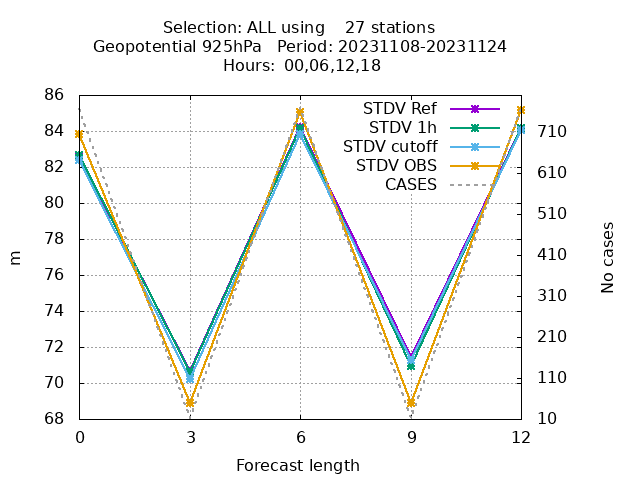 Selection: ALL using    27 stations
Geopotential 925hPa   Period: 20231108-20231124
Hours: 00,06,12,18
86
84
82
80
78
76
74
72
70
68
m
STDV Ref
STDV 1h
STDV cutoff
STDV OBS
CASES
710
610
510
410
310
210
110
10
No cases
0 3 6 9 12
Forecast length